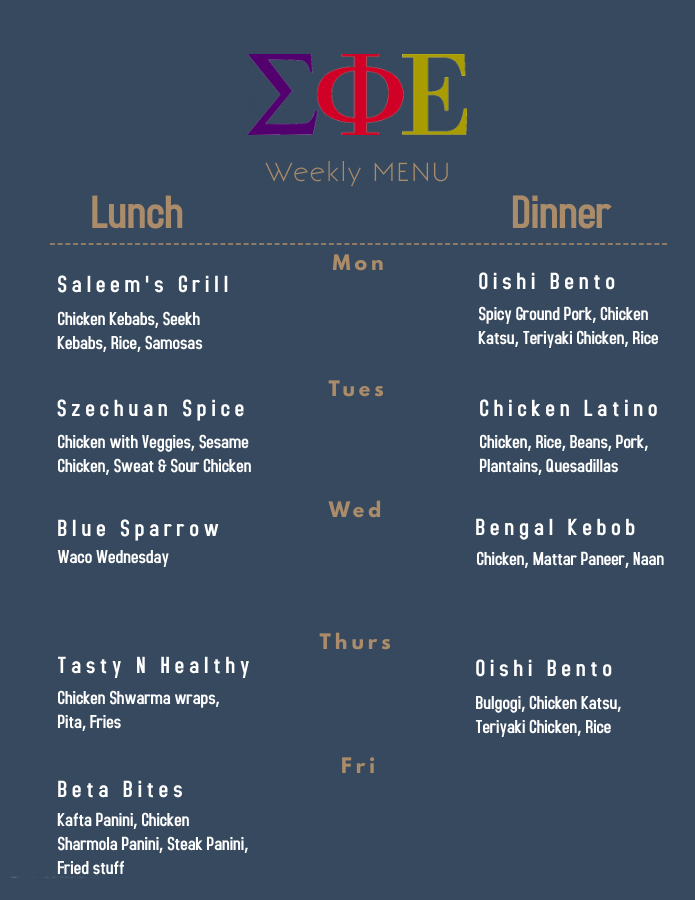 ΣΦΕ
Weekly MENU
Lunch
Dinner
Mon
Saleem's Grill
Chicken Kebabs, Seekh
Kebabs, Rice, Samosas
Oishi Bento
Spicy Ground Pork, Chicken
Katsu, Teriyaki Chicken, Rice
Tues
Szechuan Spice
Chicken with Veggies, Sesame
Chicken, Sweat & Sour Chicken
Chicken Latino
Chicken, Rice, Beans, Pork,
Plantains, Quesadillas
Wed
Blue Sparrow
Waco Wednesday
Bengal Kebob
Chicken, Mattar Paneer, Naan
Thurs
Tasty N Healthy
Chicken Shwarma wraps,
Pita, Fries
Oishi Bento
Bulgogi, Chicken Katsu,
Teriyaki Chicken, Rice
Fri
Beta Bites
Kafta Panini, Chicken
Sharmola Panini, Steak Panini,
Fried stuff